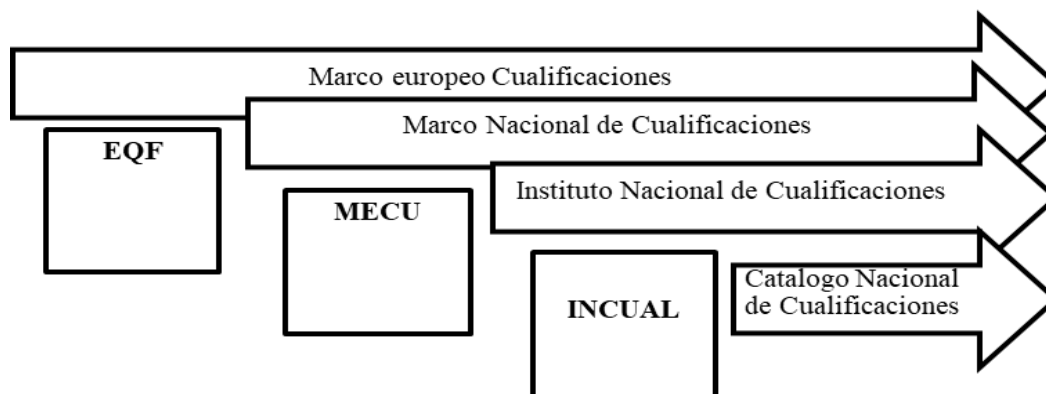 Marco europeo Cualificaciones
Marco Nacional de Cualificaciones
EQF
Instituto Nacional de Cualificaciones
MECU
Catalogo Nacional
de Cualificaciones
INCUAL